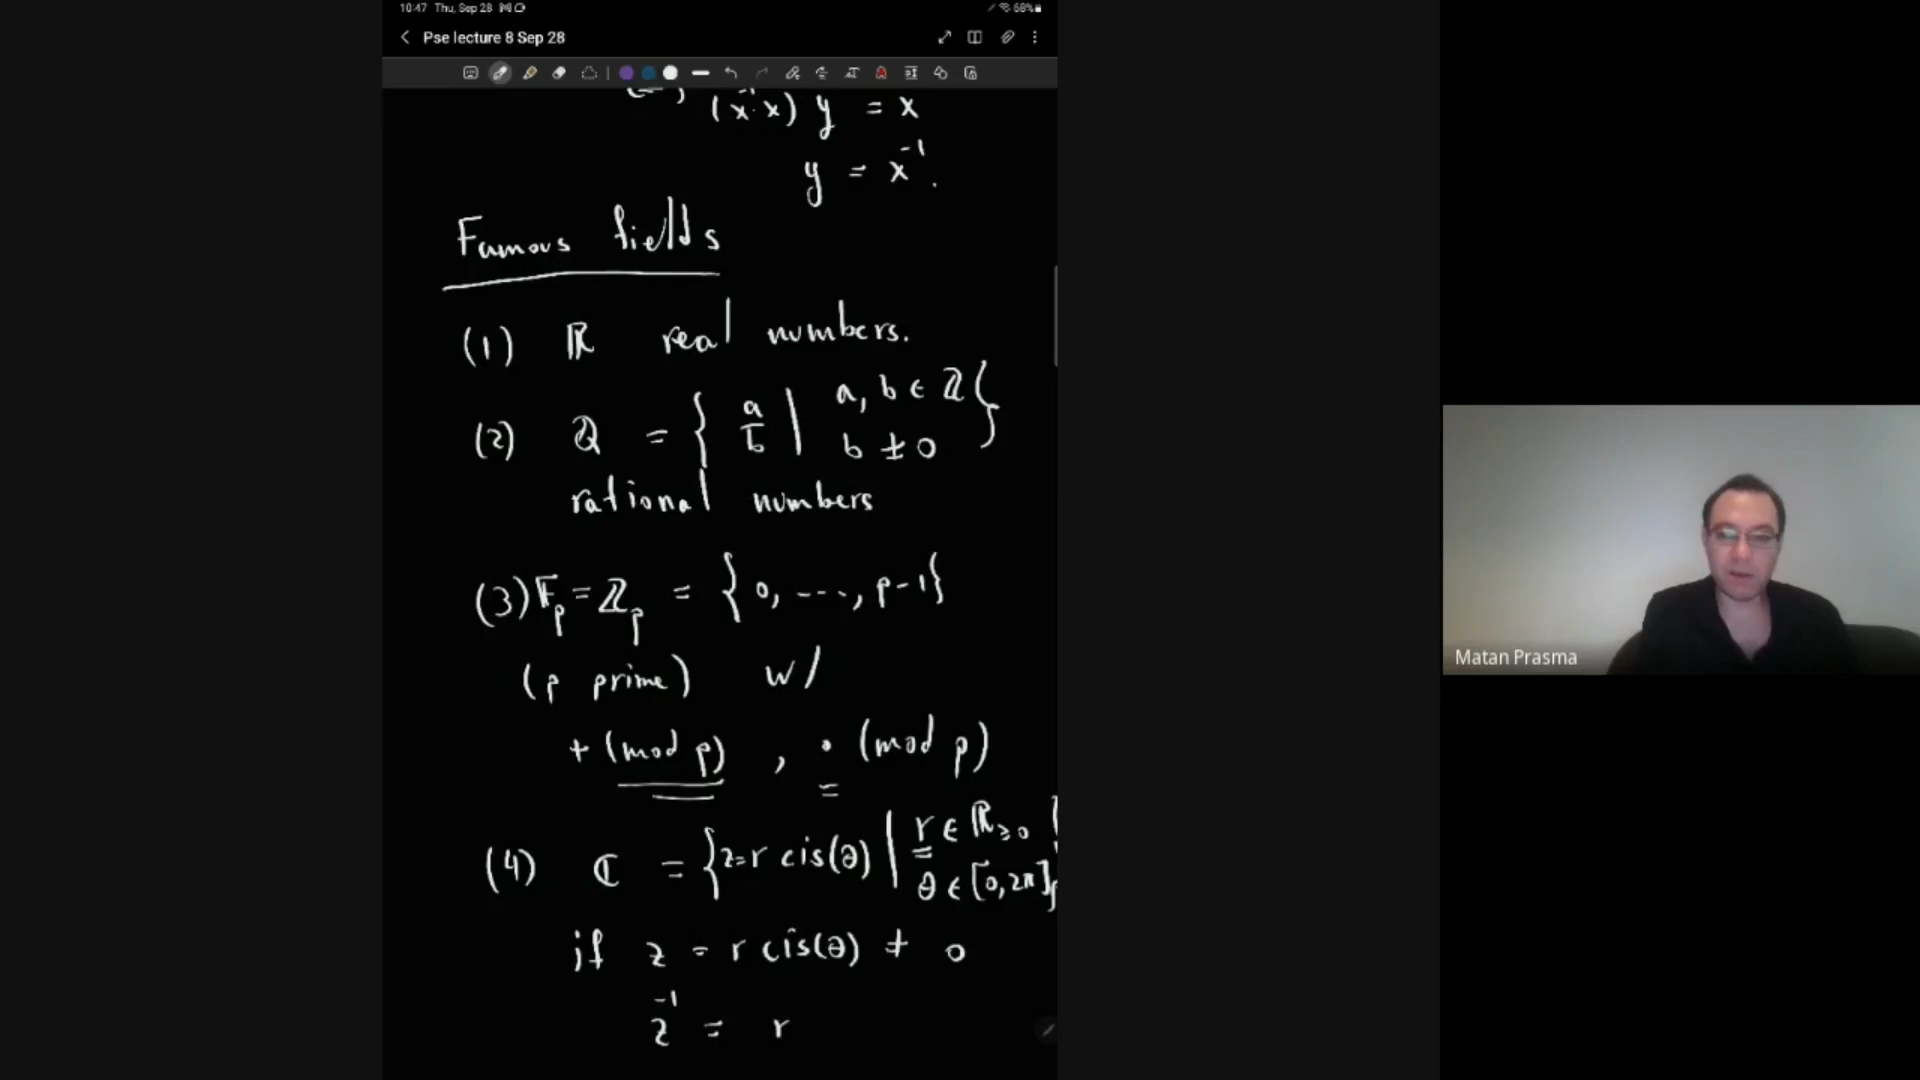 10:47 Thu, Sep 28
68%
Pse lecture 8 Sep 28
(x⁻¹·x) y = x
y = x⁻¹.
Famous fields
(1) ℝ real numbers.
(2) ℚ = { a/b | a, b ∈ ℤ
b ≠ 0 }
rational numbers
(3) 𝔽p = ℤp = { 0, ---, p-1}
(p prime) w/
+ (mod p) , · (mod p)
(4) ℂ = { z=r cis(θ) | r ∈ ℝ≥0
θ ∈ [0,2π] }
if z = r cis(θ) ≠ 0
z⁻¹ = r
Matan Prasma